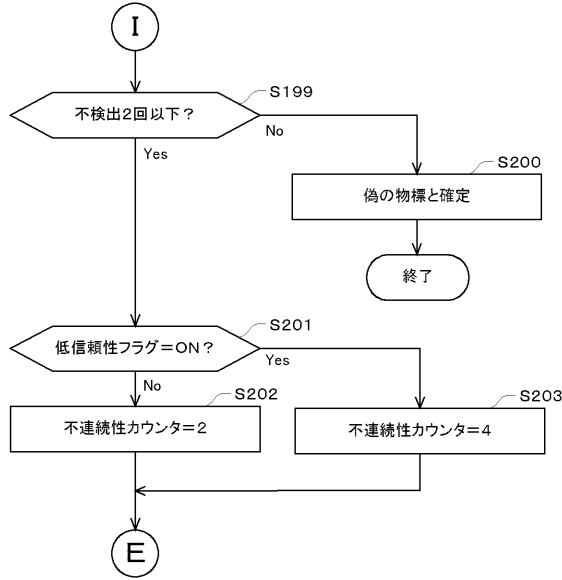 I
S199
不検出2回以下?
No
Yes
S200
偽の物標と確定
終了
S201
低信頼性フラグ=ON?
Yes
No
S202
不連続性カウンタ=2
S203
不連続性カウンタ=4
E